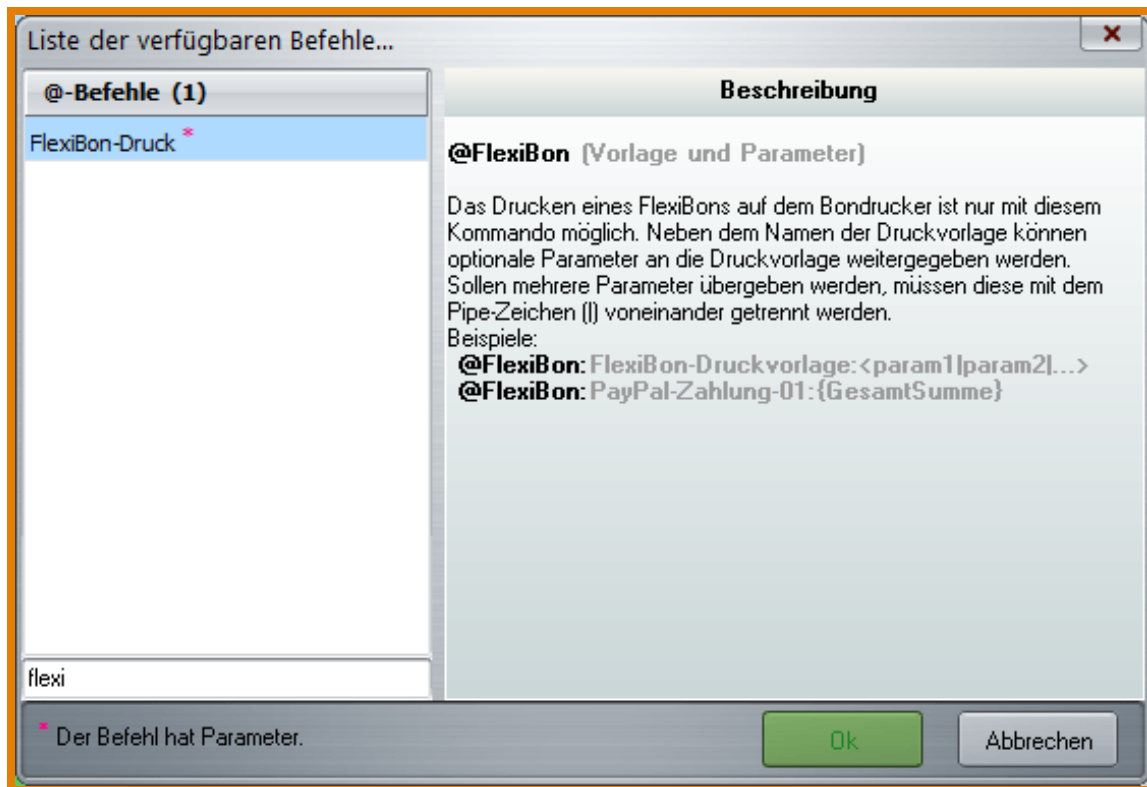 Liste der verfügbaren Befehle...
@-Befehle (1)
FlexiBon-Druck *
flexi
Beschreibung
@FlexiBon (Vorlage und Parameter)
Das Drucken eines FlexiBons auf dem Bondrucker ist nur mit diesem
Kommando möglich. Neben dem Namen der Druckvorlage können
optionale Parameter an die Druckvorlage weitergegeben werden.
Sollen mehrere Parameter übergeben werden, müssen diese mit dem
Pipe-Zeichen (|) voneinander getrennt werden.
Beispiele:
@FlexiBon: FlexiBon-Druckvorlage:<param1|param2|...>
@FlexiBon: PayPal-Zahlung-01:{GesamtSumme}
* Der Befehl hat Parameter.
Ok
Abbrechen